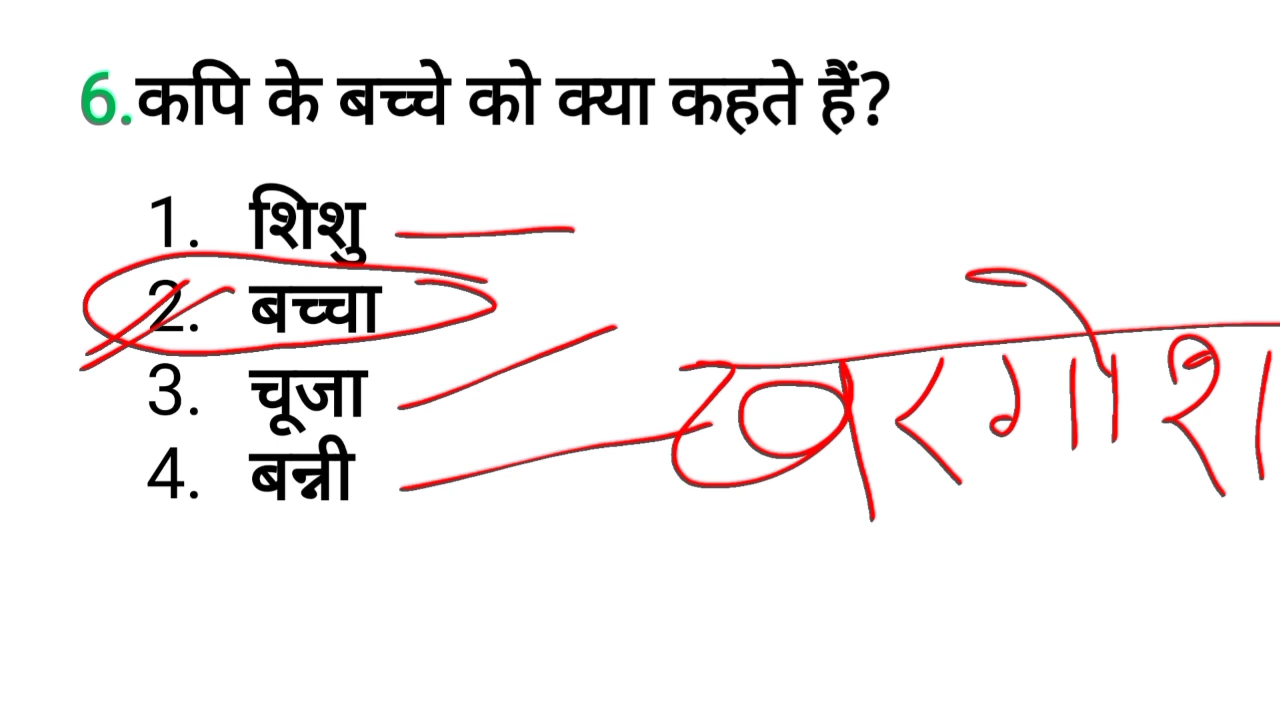 6.कपि के बच्चे को क्या कहते हैं?
1. शिशु
2. बच्चा
3. चूजा
4. बन्नी
खरगोश